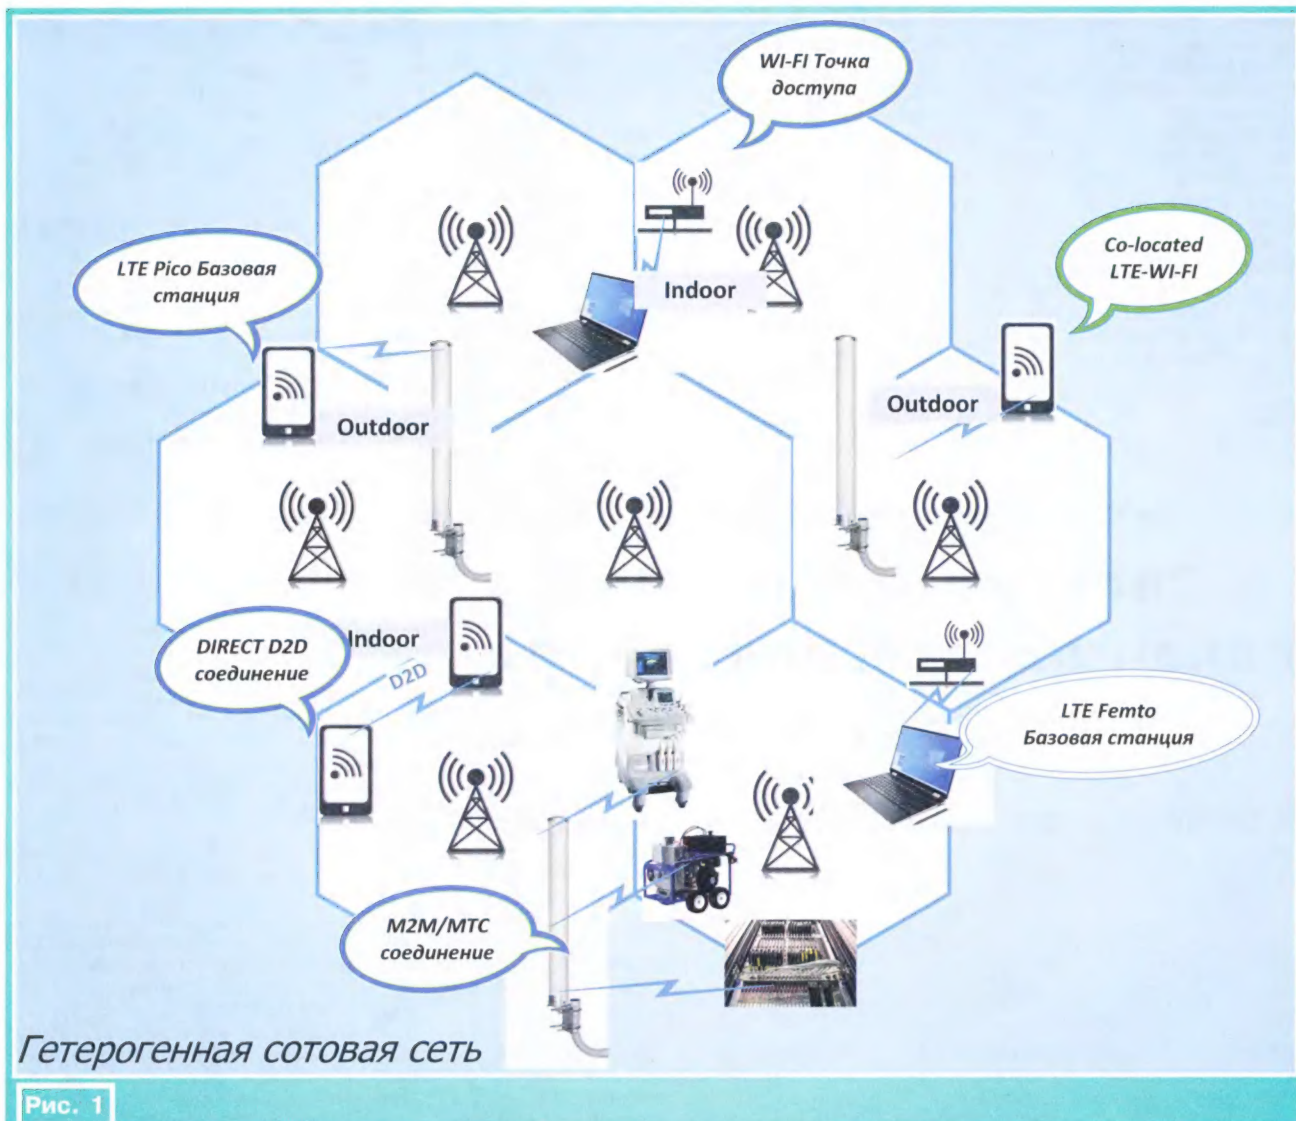 WI-FI Точка
доступа
Co-located
LTE-WI-FI
LTE Pico Базовая
станция
Indoor
Outdoor
Outdoor
DIRECT D2D
соединение
Indoor
D2D
LTE Femto
Базовая станция
M2M/MTC
соединение
Гетерогенная сотовая сеть
Рис. 1